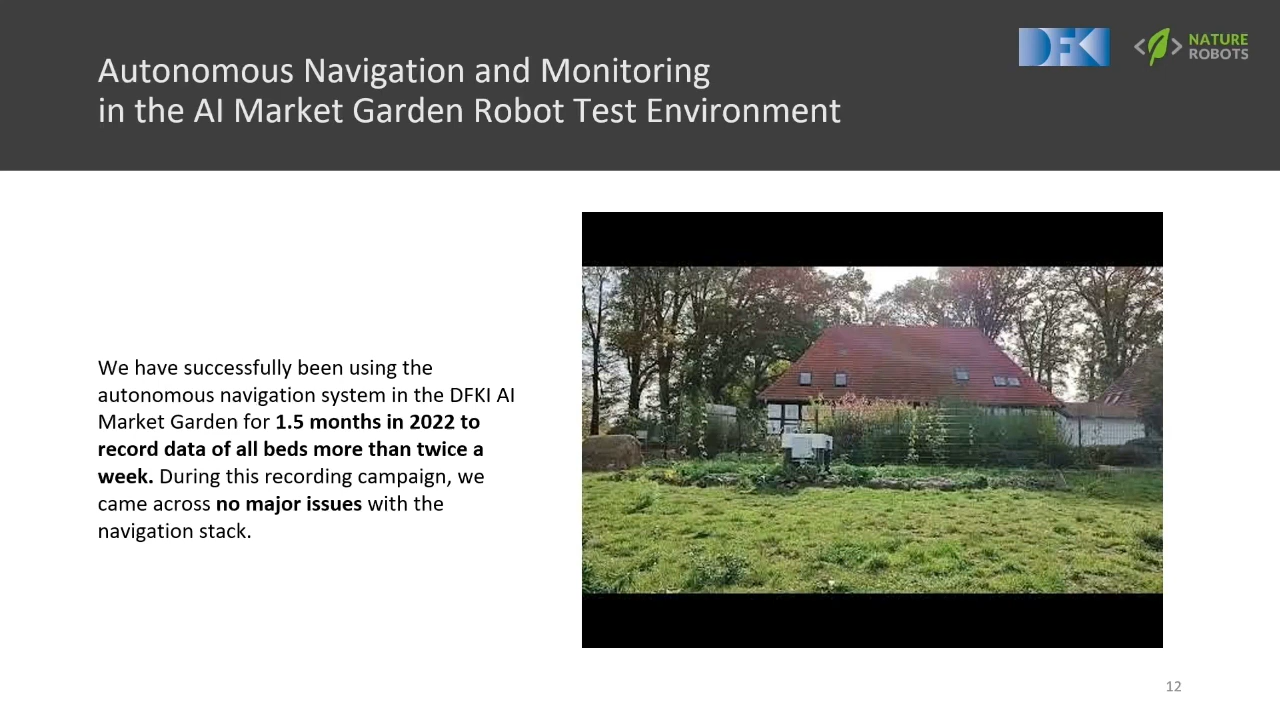 Autonomous Navigation and Monitoring
in the AI Market Garden Robot Test Environment
DFKI
NATURE
ROBOTS
We have successfully been using the
autonomous navigation system in the DFKI AI
Market Garden for 1.5 months in 2022 to
record data of all beds more than twice a
week. During this recording campaign, we
came across no major issues with the
navigation stack.
12